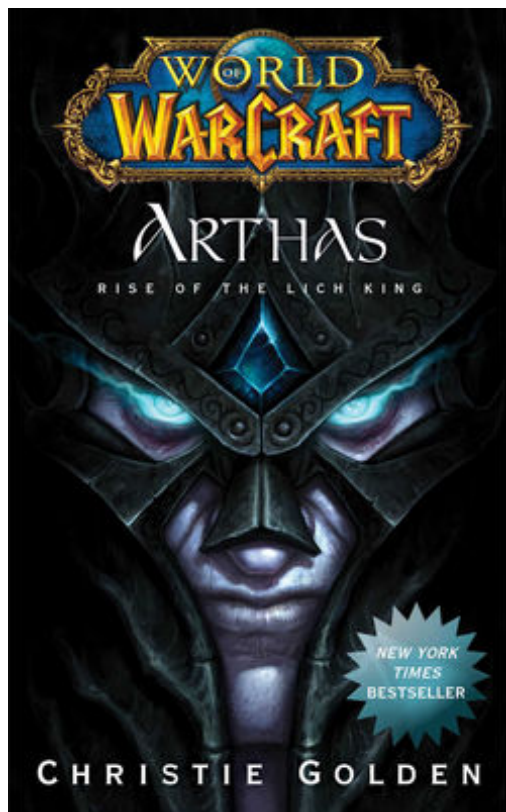 WORLD
OF
WARCRAFT
ARTHAS
RISE OF THE LICH KING
NEW YORK
TIMES
BESTSELLER
CHRISTIE GOLDEN